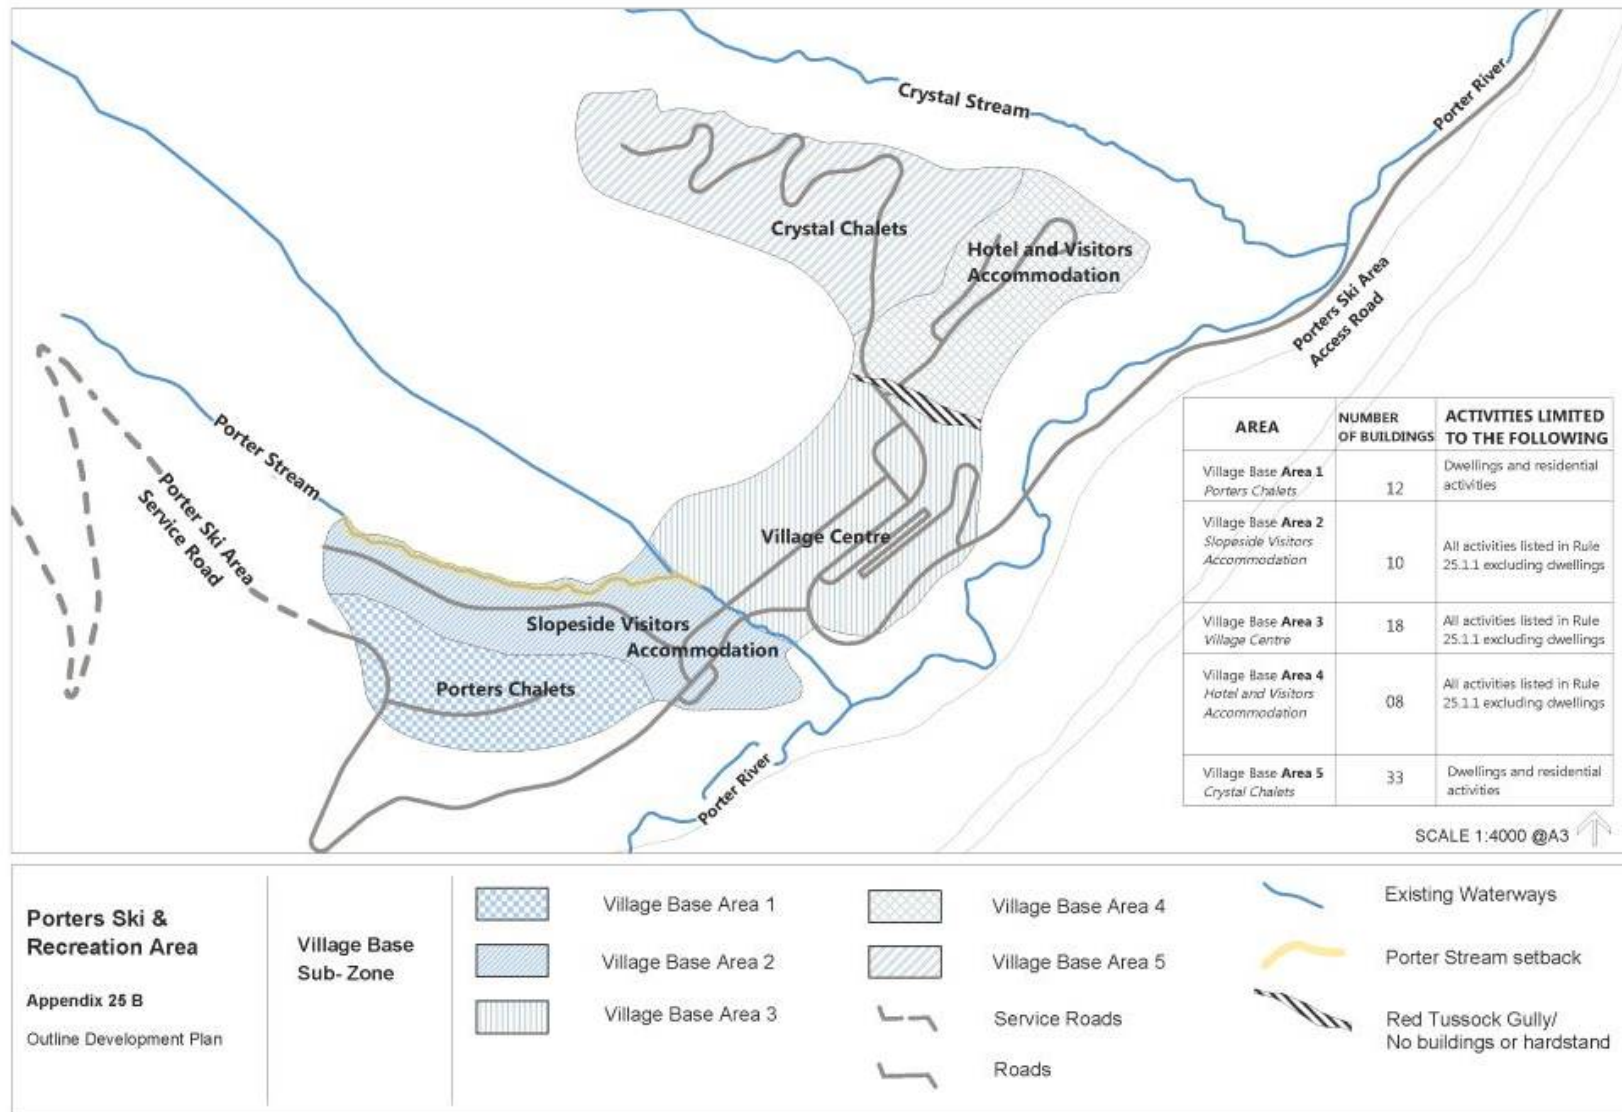 Crystal Stream
Porter River
Crystal Chalets
Hotel and Visitors
Accommodation
Porters Ski Area
Access Road
Porter Stream
Porter Ski Area
Service Road
Village Centre
Slopeside Visitors
Accommodation
Porters Chalets
Porter River
AREA
NUMBER
OF BUILDINGS
ACTIVITIES LIMITED
TO THE FOLLOWING
Village Base Area 1
Porters Chalets
12
Dwellings and residential
activities
Village Base Area 2
Slopeside Visitors
Accommodation
10
All activities listed in Rule
25.1.1 excluding dwellings
Village Base Area 3
Village Centre
18
All activities listed in Rule
25.1.1 excluding dwellings
Village Base Area 4
Hotel and Visitors
Accommodation
08
All activities listed in Rule
25.1.1 excluding dwellings
Village Base Area 5
Crystal Chalets
33
Dwellings and residential
activities
SCALE 1:4000 @A3
Porters Ski &
Recreation Area
Appendix 25 B
Outline Development Plan
Village Base
Sub- Zone
Village Base Area 1
Village Base Area 2
Village Base Area 3
Village Base Area 4
Village Base Area 5
Service Roads
Roads
Existing Waterways
Porter Stream setback
Red Tussock Gully/
No buildings or hardstand